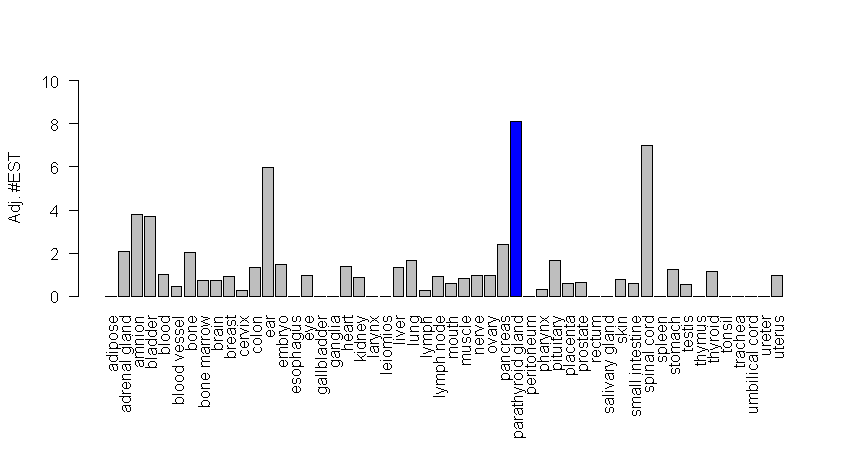 10
8
6
4
2
0
Adj. #EST
adipose
adrenal gland
amnion
bladder
blood
blood vessel
bone
bone marrow
brain
breast
cervix
colon
ear
embryo
esophagus
eye
gallbladder
ganglia
heart
kidney
larynx
leiomios
liver
lung
lymph
lymph node
mouth
muscle
nerve
ovary
pancreas
parathyroid gland
peritoneum
pharynx
pituitary
placenta
prostate
rectum
salivary gland
skin
small intestine
spinal cord
spleen
stomach
testis
thymus
thyroid
tonsil
trachea
umbilical cord
ureter
uterus